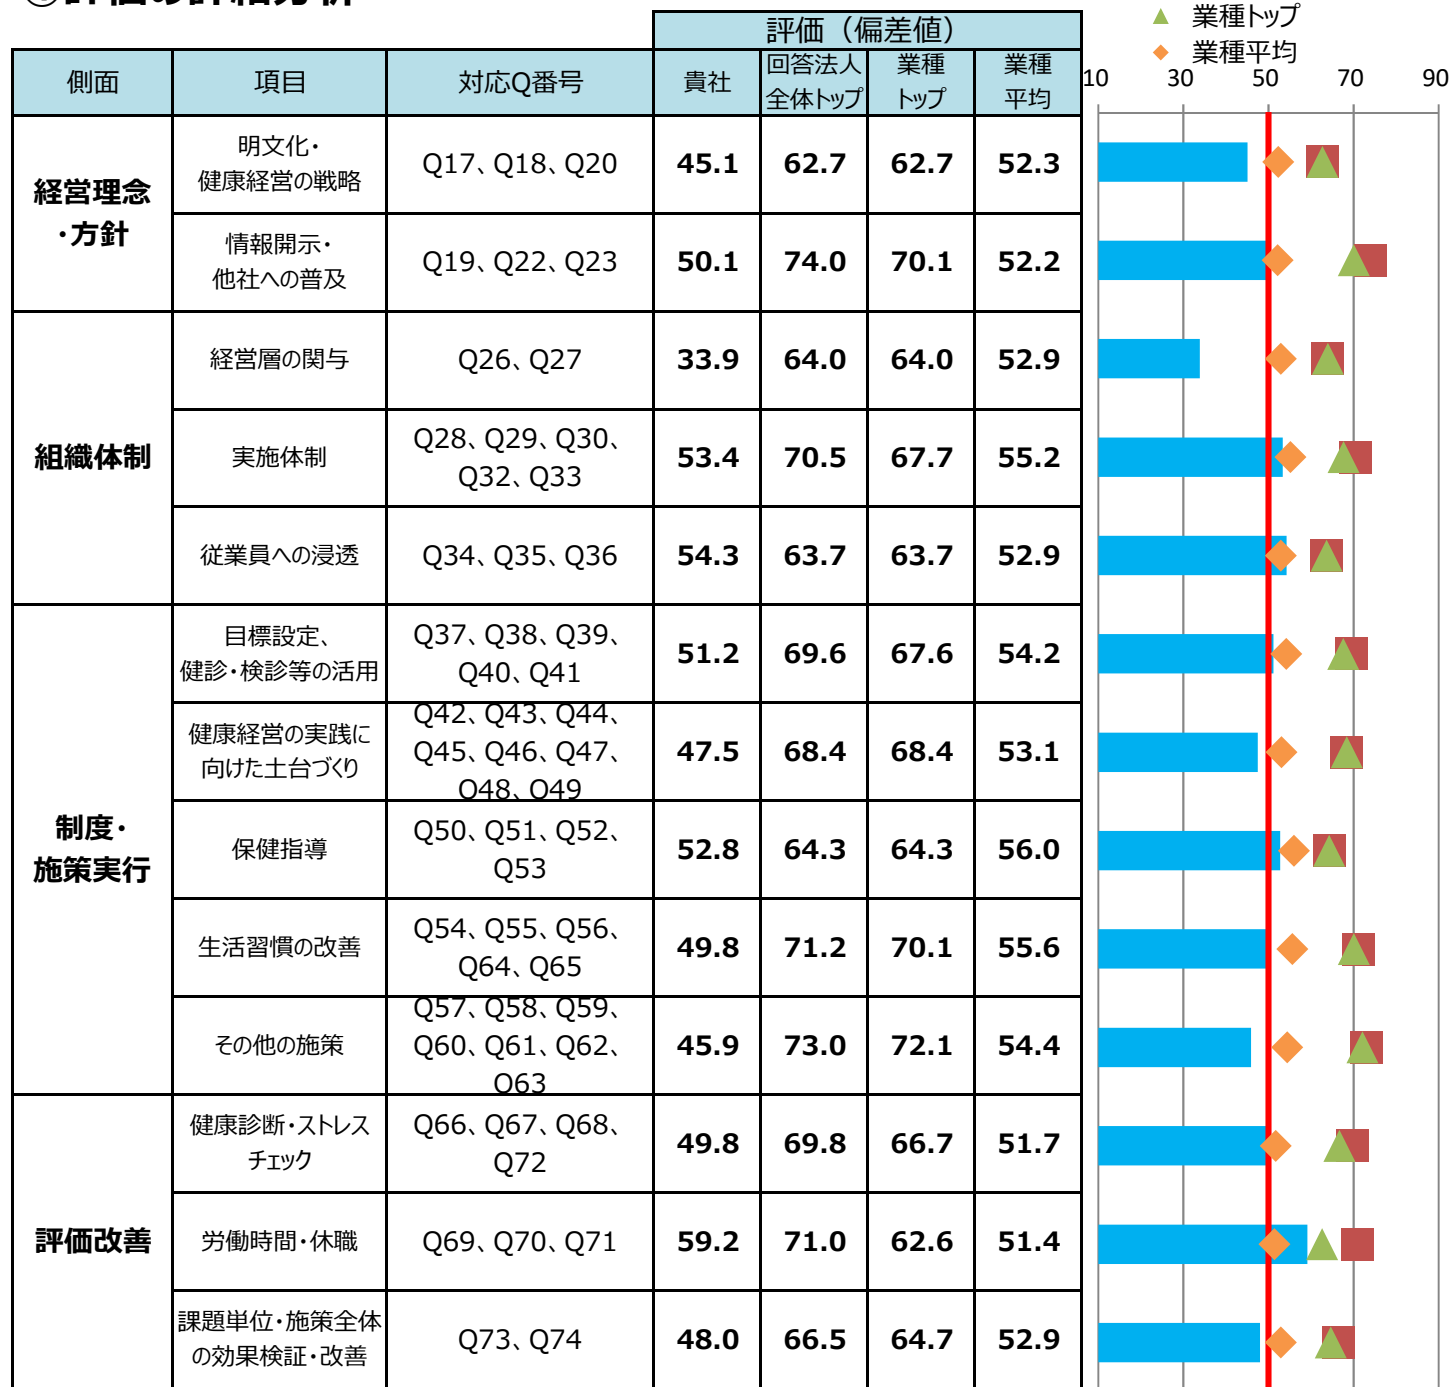 ②評価の詳細分析
▲ 業種トップ
◆ 業種平均
評価（偏差値）
側面 項目 対応Q番号 貴社 回答法人全体トップ 業種トップ 業種平均
10 30 50 70 90
経営理念・方針
明文化・健康経営の戦略 Q17、Q18、Q20 45.1 62.7 62.7 52.3
情報開示・他社への普及 Q19、Q22、Q23 50.1 74.0 70.1 52.2
組織体制
経営層の関与 Q26、Q27 33.9 64.0 64.0 52.9
実施体制 Q28、Q29、Q30、Q32、Q33 53.4 70.5 67.7 55.2
従業員への浸透 Q34、Q35、Q36 54.3 63.7 63.7 52.9
制度・施策実行
目標設定、健診・検診等の活用 Q37、Q38、Q39、Q40、Q41 51.2 69.6 67.6 54.2
健康経営の実践に向けた土台づくり Q42、Q43、Q44、Q45、Q46、Q47、Q48、Q49 47.5 68.4 68.4 53.1
保健指導 Q50、Q51、Q52、Q53 52.8 64.3 64.3 56.0
生活習慣の改善 Q54、Q55、Q56、Q64、Q65 49.8 71.2 70.1 55.6
その他の施策 Q57、Q58、Q59、Q60、Q61、Q62、Q63 45.9 73.0 72.1 54.4
評価改善
健康診断・ストレスチェック Q66、Q67、Q68、Q72 49.8 69.8 66.7 51.7
労働時間・休職 Q69、Q70、Q71 59.2 71.0 62.6 51.4
課題単位・施策全体の効果検証・改善 Q73、Q74 48.0 66.5 64.7 52.9